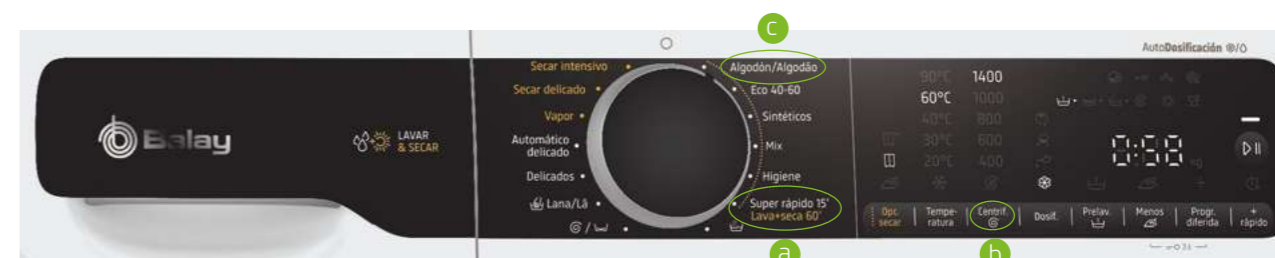 C
AutoDosificación
Secar intensivo
Secar delicado
Vapor
Automático
delicado
Delicados
Lana/Lã
Algodón/Algodão
Eco 40-60
Sintéticos
Mix
Higiene
Super rápido 15'
Lava+seca 60'
Balay
LAVAR
& SECAR
90°C 1400
60°C 1000
40°C 800
30°C 600
20°C 400
0:58
Opc.
secar
Tempe-
ratura
Centrif.
Dosif.
Prelav.
Menos
Progr.
diferida
+
rápido
a
b